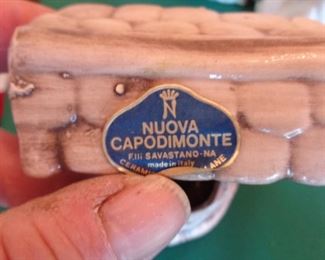 N
NUOVA
CAPODIMONTE
F.lli SAVASTANO-NA
made in Italy